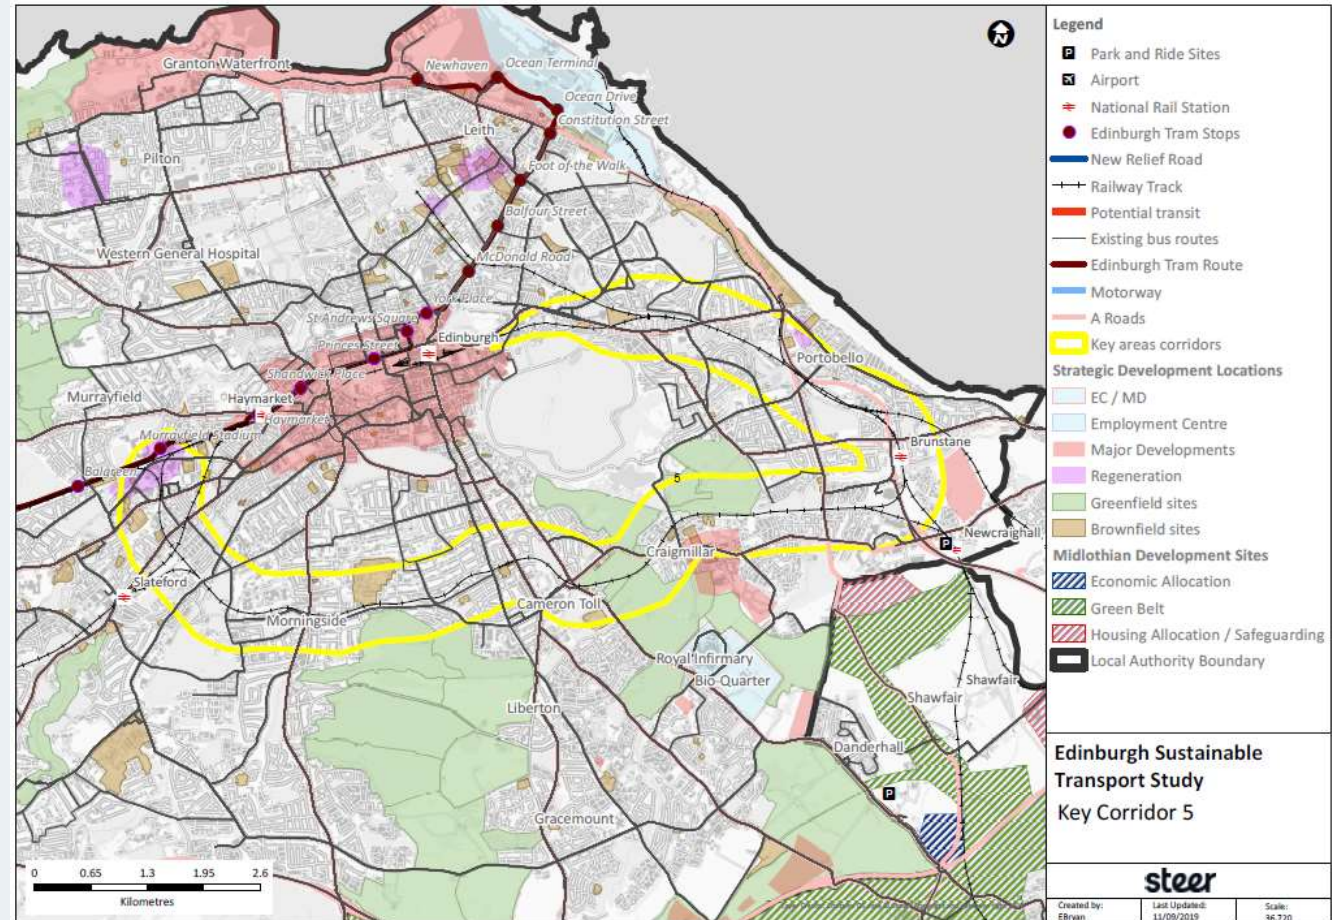 Granton Waterfront
Newhaven
Ocean Terminal
Ocean Drive
Constitution Street
Leith
Pilton
Foot of the Walk
Balfour Street
Western General Hospital
McDonald Road
York Place
St Andrews Square
Edinburgh
Princes Street
Portobello
Shandwick Place
Murrayfield
Haymarket
Haymarket
Murrayfield Stadium
Brunstane
Balgreen
5
Newcraighall
Craigmillar
Slateford
Cameron Toll
Morningside
Royal Infirmary
Bio Quarter
Shawfair
Shawfair
Liberton
Danderhall
Gracemount
0 0.65 1.3 1.95 2.6
Kilometres
N
Legend
P Park and Ride Sites
Airport
National Rail Station
Edinburgh Tram Stops
New Relief Road
Railway Track
Potential transit
Existing bus routes
Edinburgh Tram Route
Motorway
A Roads
Key areas corridors
Strategic Development Locations
EC / MD
Employment Centre
Major Developments
Regeneration
Greenfield sites
Brownfield sites
Midlothian Development Sites
Economic Allocation
Green Belt
Housing Allocation / Safeguarding
Local Authority Boundary
P
P
Edinburgh Sustainable
Transport Study
Key Corridor 5
steer
Created by: Last Updated: Scale:
EBryan 11/09/2019